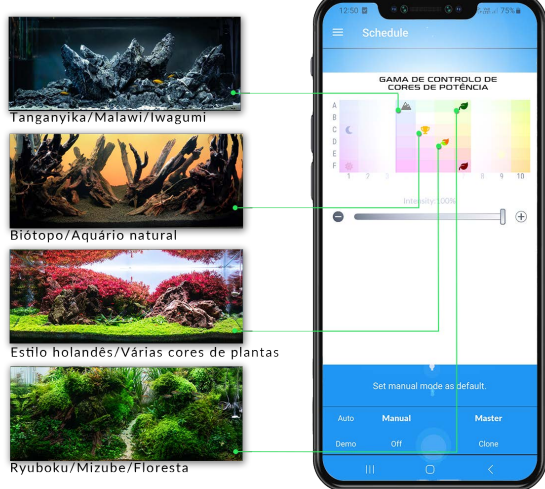 12:50
75%
Schedule
GAMA DE CONTROLO DE
CORES DE POTÊNCIA
A
B
C
D
E
F
1 2 3 8 9 10
Intensity:100%
Tanganyika/Malawi/Iwagumi
Biótopo/Aquário natural
Estilo holandês/Várias cores de plantas
Ryuboku/Mizube/Floresta
Set manual mode as default.
Auto Manual Master
Demo Off Clone